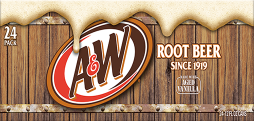 24
PACK
A&W
ROOT BEER
SINCE 1919
AGED
VANILLA